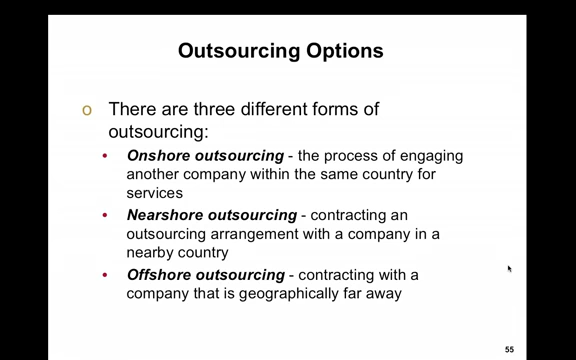 Outsourcing Options
o There are three different forms of
outsourcing:
• Onshore outsourcing - the process of engaging
another company within the same country for
services
• Nearshore outsourcing - contracting an
outsourcing arrangement with a company in a
nearby country
• Offshore outsourcing - contracting with a
company that is geographically far away
55